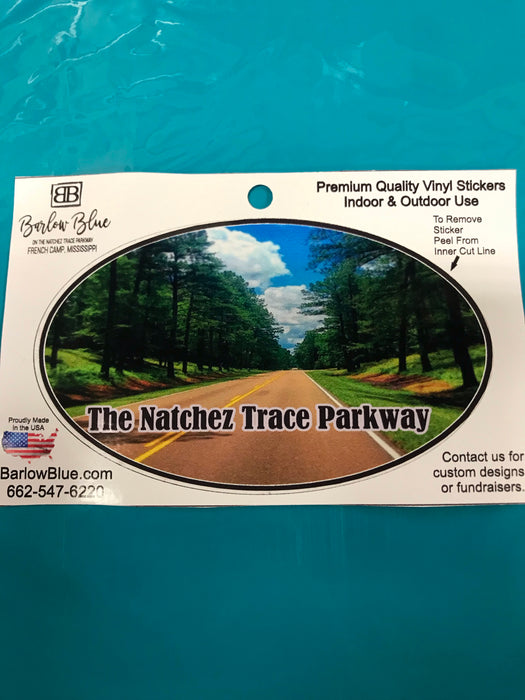 BB
Barlow Blue
ON THE NATCHEZ TRACE PARKWAY
FRENCH CAMP, MISSISSIPPI
Premium Quality Vinyl Stickers
Indoor & Outdoor Use
To Remove
Sticker
Peel From
Inner Cut Line
The Natchez Trace Parkway
Proudly Made
in the USA
BarlowBlue.com
662-547-6220
Contact us for
custom designs
or fundraisers.